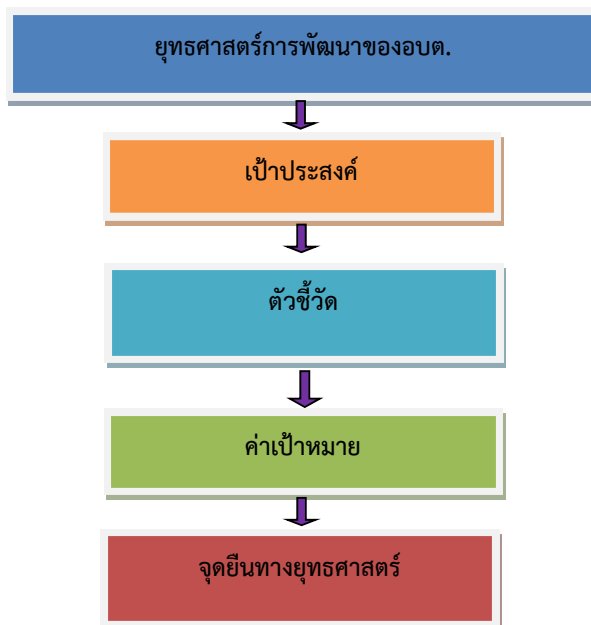 ยุทธศาสตร์การพัฒนาของอบต.
เป้าประสงค์
ตัวชี้วัด
ค่าเป้าหมาย
จุดยืนทางยุทธศาสตร์